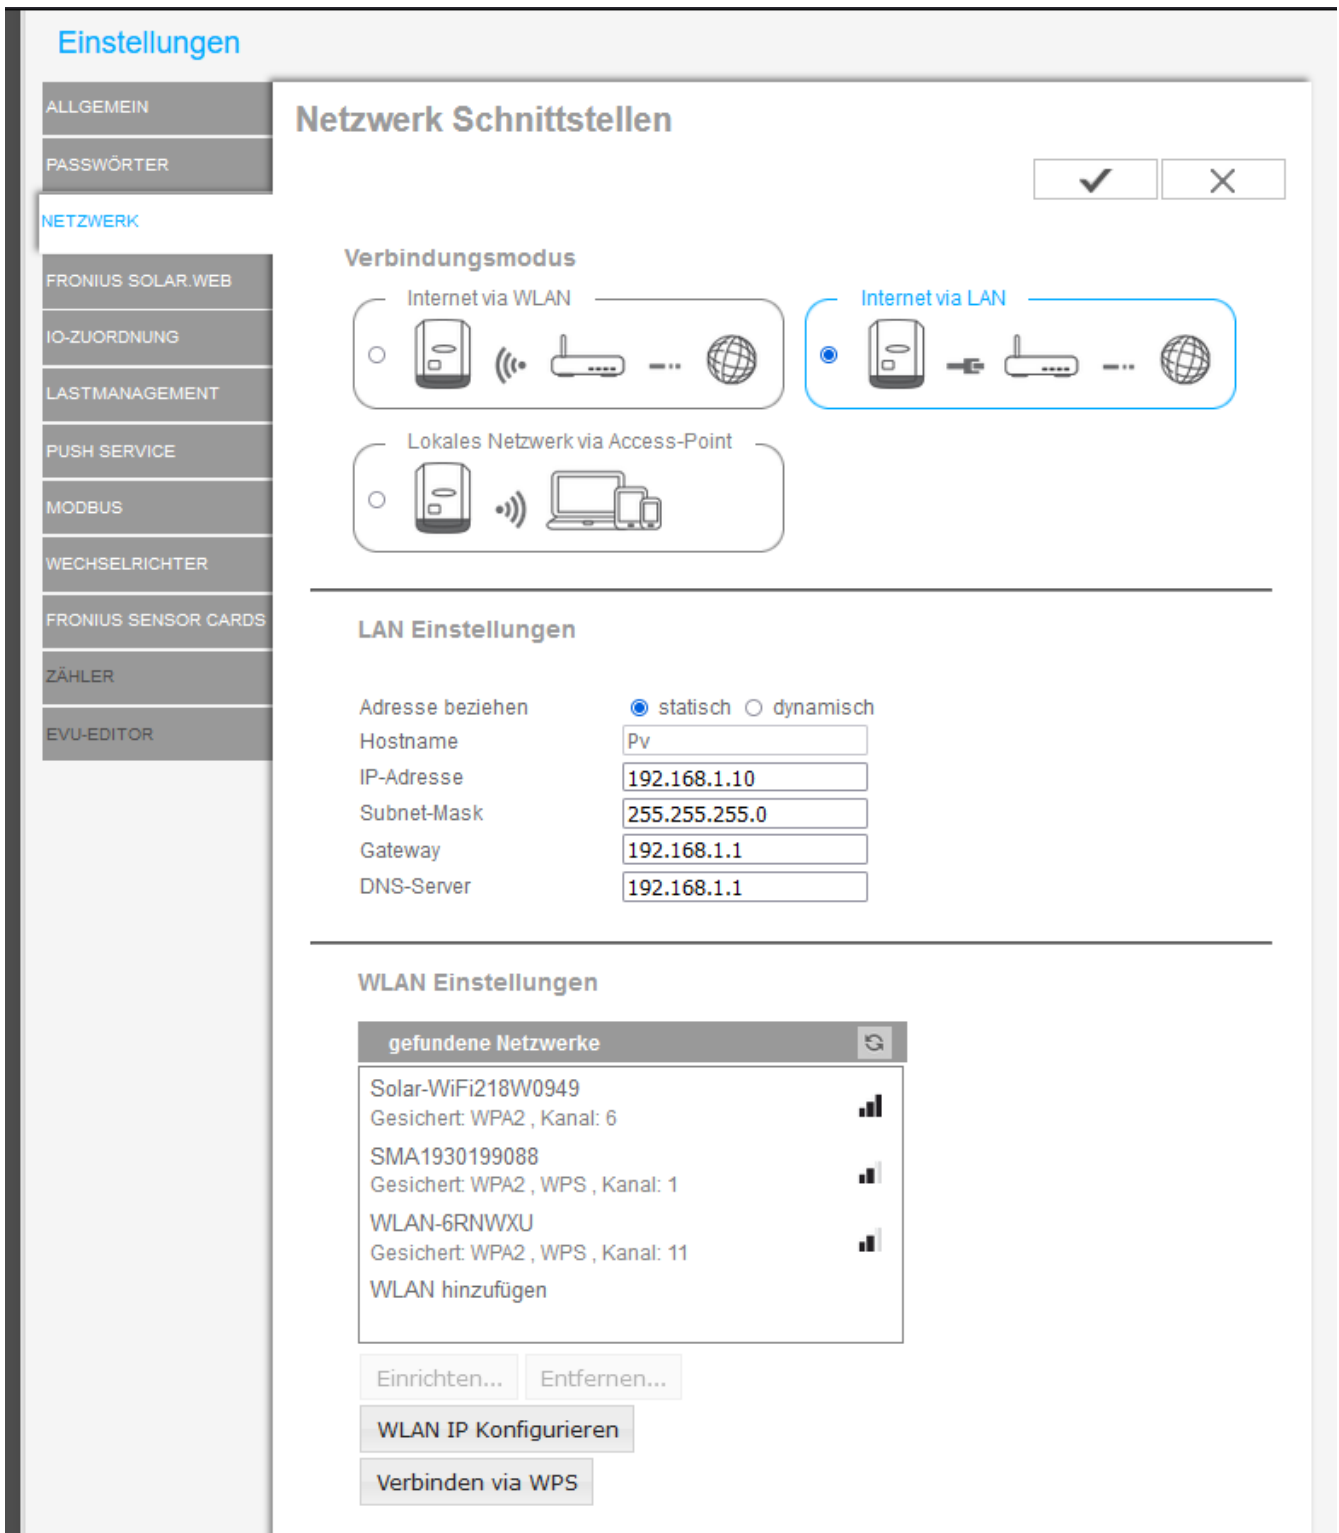 Einstellungen
ALLGEMEIN
PASSWÖRTER
NETZWERK
FRONIUS SOLAR.WEB
IO-ZUORDNUNG
LASTMANAGEMENT
PUSH SERVICE
MODBUS
WECHSELRICHTER
FRONIUS SENSOR CARDS
ZÄHLER
EVU-EDITOR
Netzwerk Schnittstellen
Verbindungsmodus
Internet via WLAN
Internet via LAN
Lokales Netzwerk via Access-Point
LAN Einstellungen
Adresse beziehen statisch dynamisch
Hostname Pv
IP-Adresse 192.168.1.10
Subnet-Mask 255.255.255.0
Gateway 192.168.1.1
DNS-Server 192.168.1.1
WLAN Einstellungen
gefundene Netzwerke
Solar-WiFi218W0949
Gesichert: WPA2 , Kanal: 6
SMA1930199088
Gesichert: WPA2 , WPS , Kanal: 1
WLAN-6RNWXU
Gesichert: WPA2 , WPS , Kanal: 11
WLAN hinzufügen
Einrichten... Entfernen...
WLAN IP Konfigurieren
Verbinden via WPS